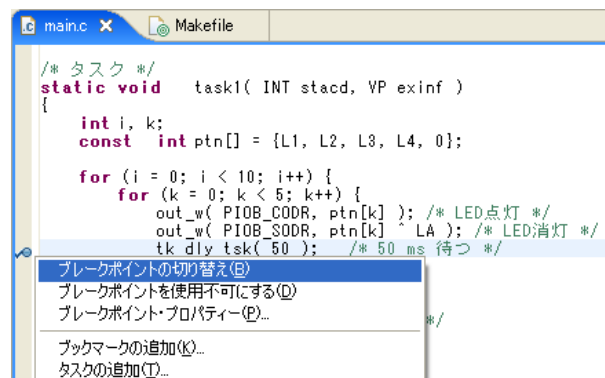 main.c
Makefile
/* タスク */
static void task1( INT stacd, VP exinf )
{
int i, k;
const int ptn[] = {L1, L2, L3, L4, 0};
for (i = 0; i < 10; i++) {
for (k = 0; k < 5; k++) {
out_w( PIOB_CODR, ptn[k] ); /* LED点灯 */
out_w( PIOB_SODR, ptn[k] ^ LA ); /* LED消灯 */
tk_dly_tsk( 50 ); /* 50 ms 待つ */
ブレークポイントの切り替え(B)
ブレークポイントを使用不可にする(D)
ブレークポイント・プロパティー(P)...
*/
ブックマークの追加(K)...
タスクの追加(T)...